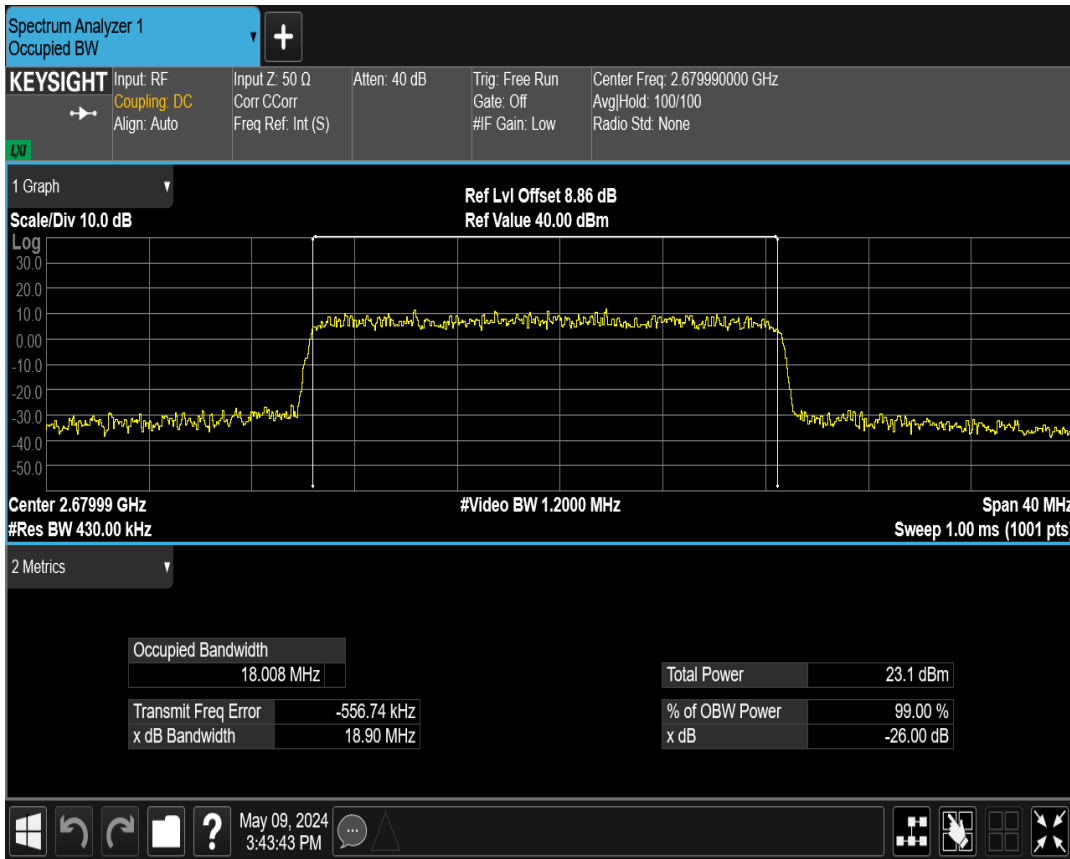 Spectrum Analyzer 1
Occupied BW
KEYSIGHT
LXI
Input: RF
Coupling: DC
Align: Auto
Input Z: 50 Ω
Corr CCorr
Freq Ref: Int (S)
Atten: 40 dB
Trig: Free Run
Gate: Off
#IF Gain: Low
Center Freq: 2.679990000 GHz
Avg|Hold: 100/100
Radio Std: None
1 Graph
Scale/Div 10.0 dB
Ref Lvl Offset 8.86 dB
Ref Value 40.00 dBm
Log
30.0
20.0
10.0
0.00
-10.0
-20.0
-30.0
-40.0
-50.0
Center 2.67999 GHz
#Res BW 430.00 kHz
#Video BW 1.2000 MHz
Span 40 MHz
Sweep 1.00 ms (1001 pts)
2 Metrics
Occupied Bandwidth
18.008 MHz
Transmit Freq Error -556.74 kHz
x dB Bandwidth 18.90 MHz
Total Power 23.1 dBm
% of OBW Power 99.00 %
x dB -26.00 dB
?
May 09, 2024
3:43:43 PM